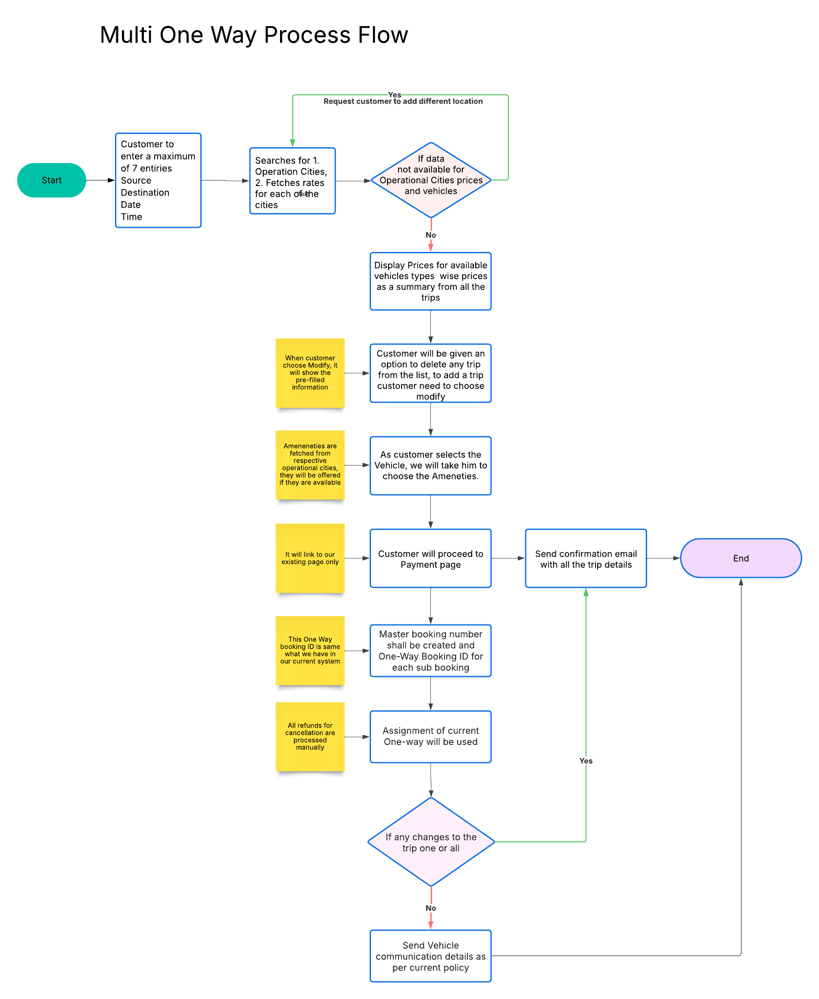 Multi One Way Process Flow
Yes
Request customer to add different location
Start
Customer to
enter a maximum
of 7 entiries
Source
Destination
Date
Time
Searches for 1.
Operation Cities,
2. Fetches rates
for each of the
cities
Text
If data
not available for
Operational Cities prices
and vehicles
No
Display Prices for available
vehicles types  wise prices
as a summary from all the
trips
When customer
choose Modify, it
will show the
pre-filled
information
Customer will be given an
option to delete any trip
from the list, to add a trip
customer need to choose
modify
Ameneneties are
fetched from
respective
operational cities,
they will be offered
if they are available
As customer selects the
Vehicle, we will take him to
choose the Ameneties.
It will link to our
existing page only
Customer will proceed to
Payment page
Send confirmation email
with all the trip details
End
This One Way
booking ID is same
what we have in
our current system
Master booking number
shall be created and
One-Way Booking ID for
each sub booking
All refunds for
cancellation are
processed
manually
Assignment of current
One-way will be used
Yes
If any changes to the
trip one or all
No
Send Vehicle
communication details as
per current policy